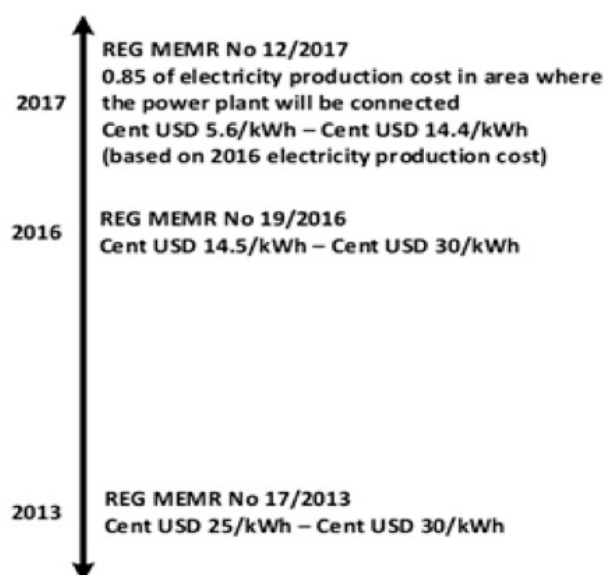 REG MEMR No 12/2017
0.85 of electricity production cost in area where
2017
the power plant will be connected
Cent USD 5.6/kWh – Cent USD 14.4/kWh
(based on 2016 electricity production cost)
REG MEMR No 19/2016
2016
Cent USD 14.5/kWh – Cent USD 30/kWh
REG MEMR No 17/2013
2013
Cent USD 25/kWh – Cent USD 30/kWh